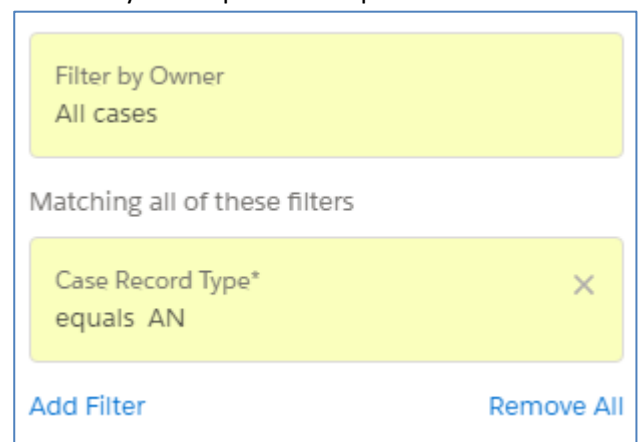 Filter by Owner
All cases
Matching all of these filters
Case Record Type*
equals AN
Add Filter Remove All